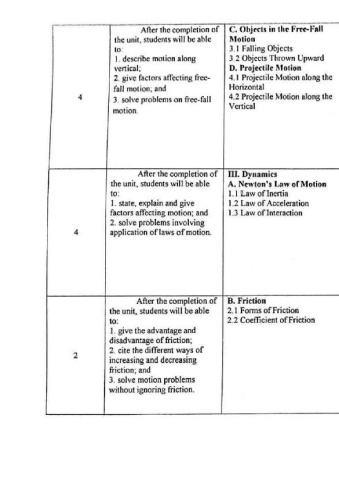 4
After the completion of
the unit, students will be able
to:
1. describe motion along
vertical;
2. give factors affecting free-
fall motion; and
3. solve problems on free-fall
motion.
C. Objects in the Free-Fall
Motion
3.1 Falling Objects
3.2 Objects Thrown Upward
D. Projectile Motion
4.1 Projectile Motion along the
Horizontal
4.2 Projectile Motion along the
Vertical
4
After the completion of
the unit, students will be able
to:
1. state, explain and give
factors affecting motion; and
2. solve problems involving
application of laws of motion.
III. Dynamics
A. Newton's Law of Motion
1.1 Law of Inertia
1.2 Law of Acceleration
1.3 Law of Interaction
2
After the completion of
the unit, students will be able
to:
1. give the advantage and
disadvantage of friction;
2. cite the different ways of
increasing and decreasing
friction; and
3. solve motion problems
without ignoring friction.
B. Friction
2.1 Forms of Friction
2.2 Coefficient of Friction